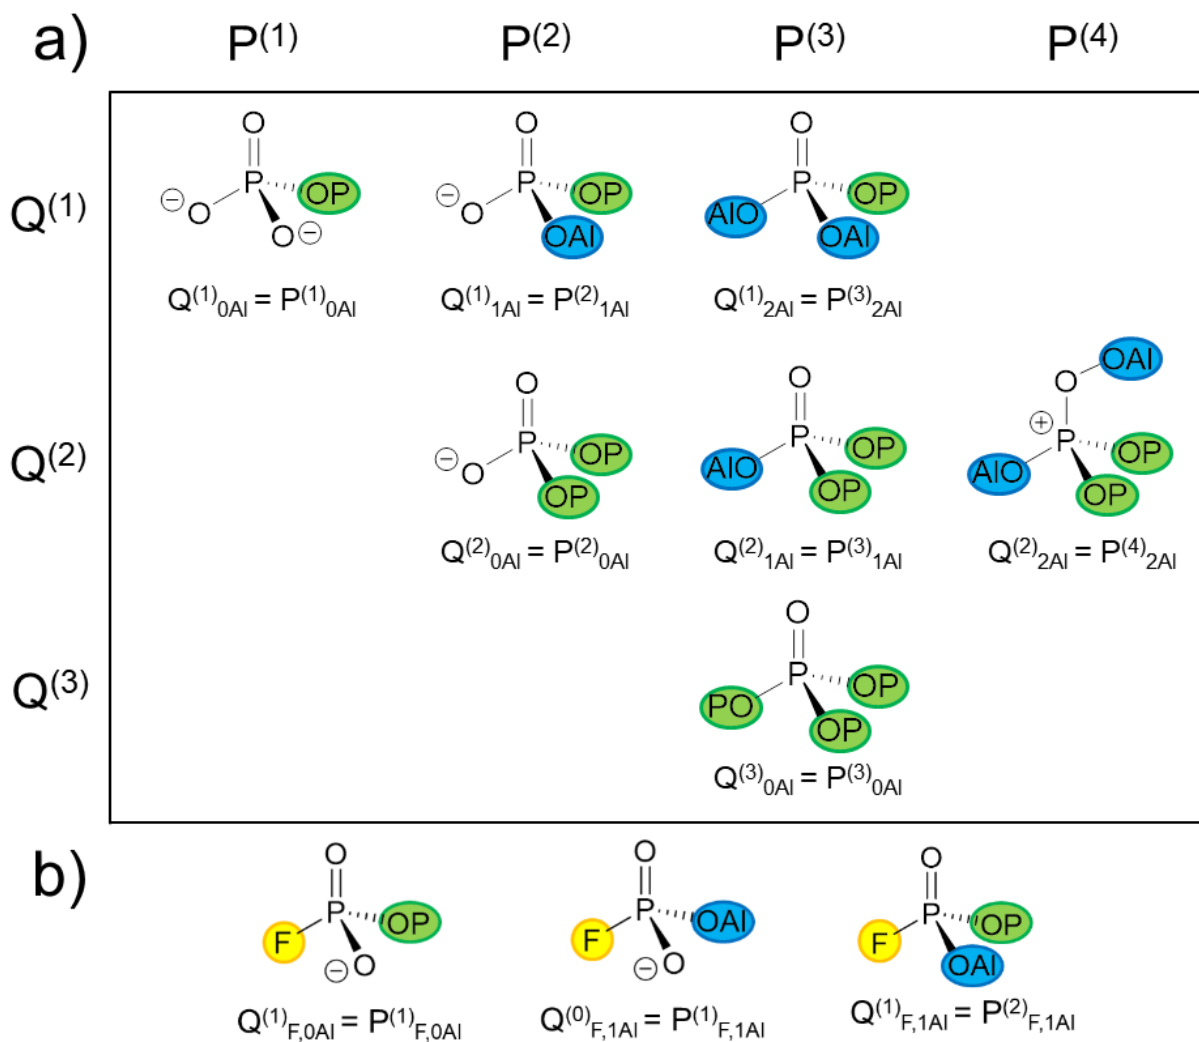 a) P(1) P(2) P(3) P(4)
Q(1)
O O O
P OP P OP P OP
⊖ O O ⊖ ⊖ O OAl AlO OAl
Q(1)0Al = P(1)0Al Q(1)1Al = P(2)1Al Q(1)2Al = P(3)2Al
Q(2)
O O O OAl
P OP P OP ⊕ P OP
⊖ O OP AlO OP AlO OP
Q(2)0Al = P(2)0Al Q(2)1Al = P(3)1Al Q(2)2Al = P(4)2Al
Q(3)
O
P OP
PO OP
Q(3)0Al = P(3)0Al
b)
O O O
P OP P OAl P OP
F ⊖ O F ⊖ O F OAl
Q(1)F,0Al = P(1)F,0Al Q(0)F,1Al = P(1)F,1Al Q(1)F,1Al = P(2)F,1Al